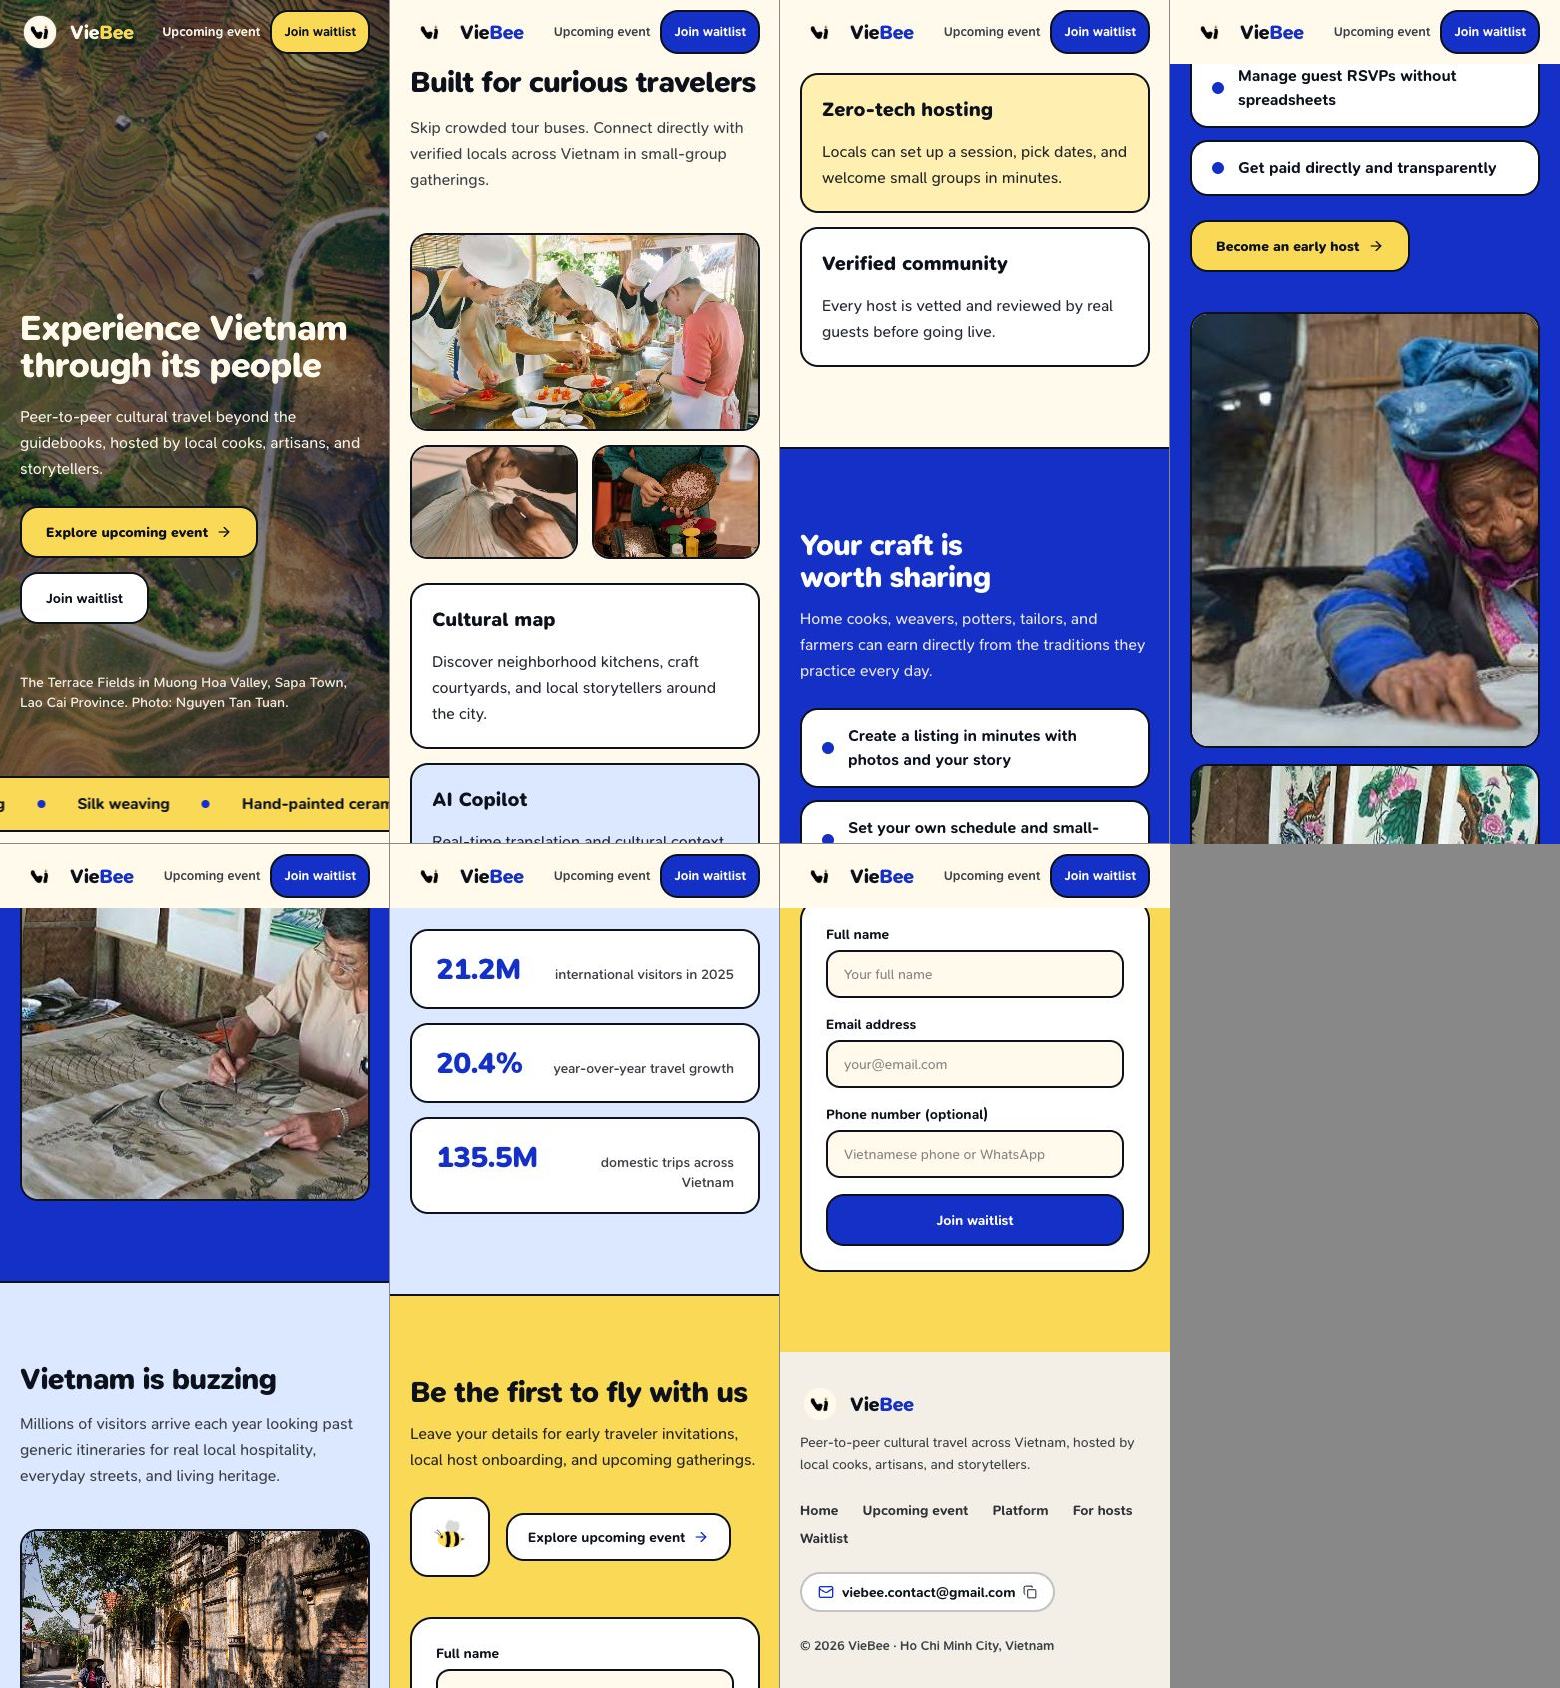 VieBee
Upcoming event
Join waitlist
Experience Vietnam
through its people
Peer-to-peer cultural travel beyond the
guidebooks, hosted by local cooks, artisans, and
storytellers.
Explore upcoming event
Join waitlist
The Terrace Fields in Muong Hoa Valley, Sapa Town,
Lao Cai Province. Photo: Nguyen Tan Tuan.
g
Silk weaving
Hand-painted ceram
VieBee
Upcoming event
Join waitlist
Built for curious travelers
Skip crowded tour buses. Connect directly with
verified locals across Vietnam in small-group
gatherings.
Cultural map
Discover neighborhood kitchens, craft
courtyards, and local storytellers around
the city.
AI Copilot
Real-time translation and cultural context
VieBee
Upcoming event
Join waitlist
Zero-tech hosting
Locals can set up a session, pick dates, and
welcome small groups in minutes.
Verified community
Every host is vetted and reviewed by real
guests before going live.
Your craft is
worth sharing
Home cooks, weavers, potters, tailors, and
farmers can earn directly from the traditions they
practice every day.
Create a listing in minutes with
photos and your story
Set your own schedule and small-
VieBee
Upcoming event
Join waitlist
Manage guest RSVPs without
spreadsheets
Get paid directly and transparently
Become an early host
VieBee
Upcoming event
Join waitlist
Vietnam is buzzing
Millions of visitors arrive each year looking past
generic itineraries for real local hospitality,
everyday streets, and living heritage.
VieBee
Upcoming event
Join waitlist
21.2M
international visitors in 2025
20.4%
year-over-year travel growth
135.5M
domestic trips across
Vietnam
Be the first to fly with us
Leave your details for early traveler invitations,
local host onboarding, and upcoming gatherings.
Explore upcoming event
Full name
VieBee
Upcoming event
Join waitlist
Full name
Your full name
Email address
your@email.com
Phone number (optional)
Vietnamese phone or WhatsApp
Join waitlist
VieBee
Peer-to-peer cultural travel across Vietnam, hosted by
local cooks, artisans, and storytellers.
Home
Upcoming event
Platform
For hosts
Waitlist
viebee.contact@gmail.com
© 2026 VieBee · Ho Chi Minh City, Vietnam